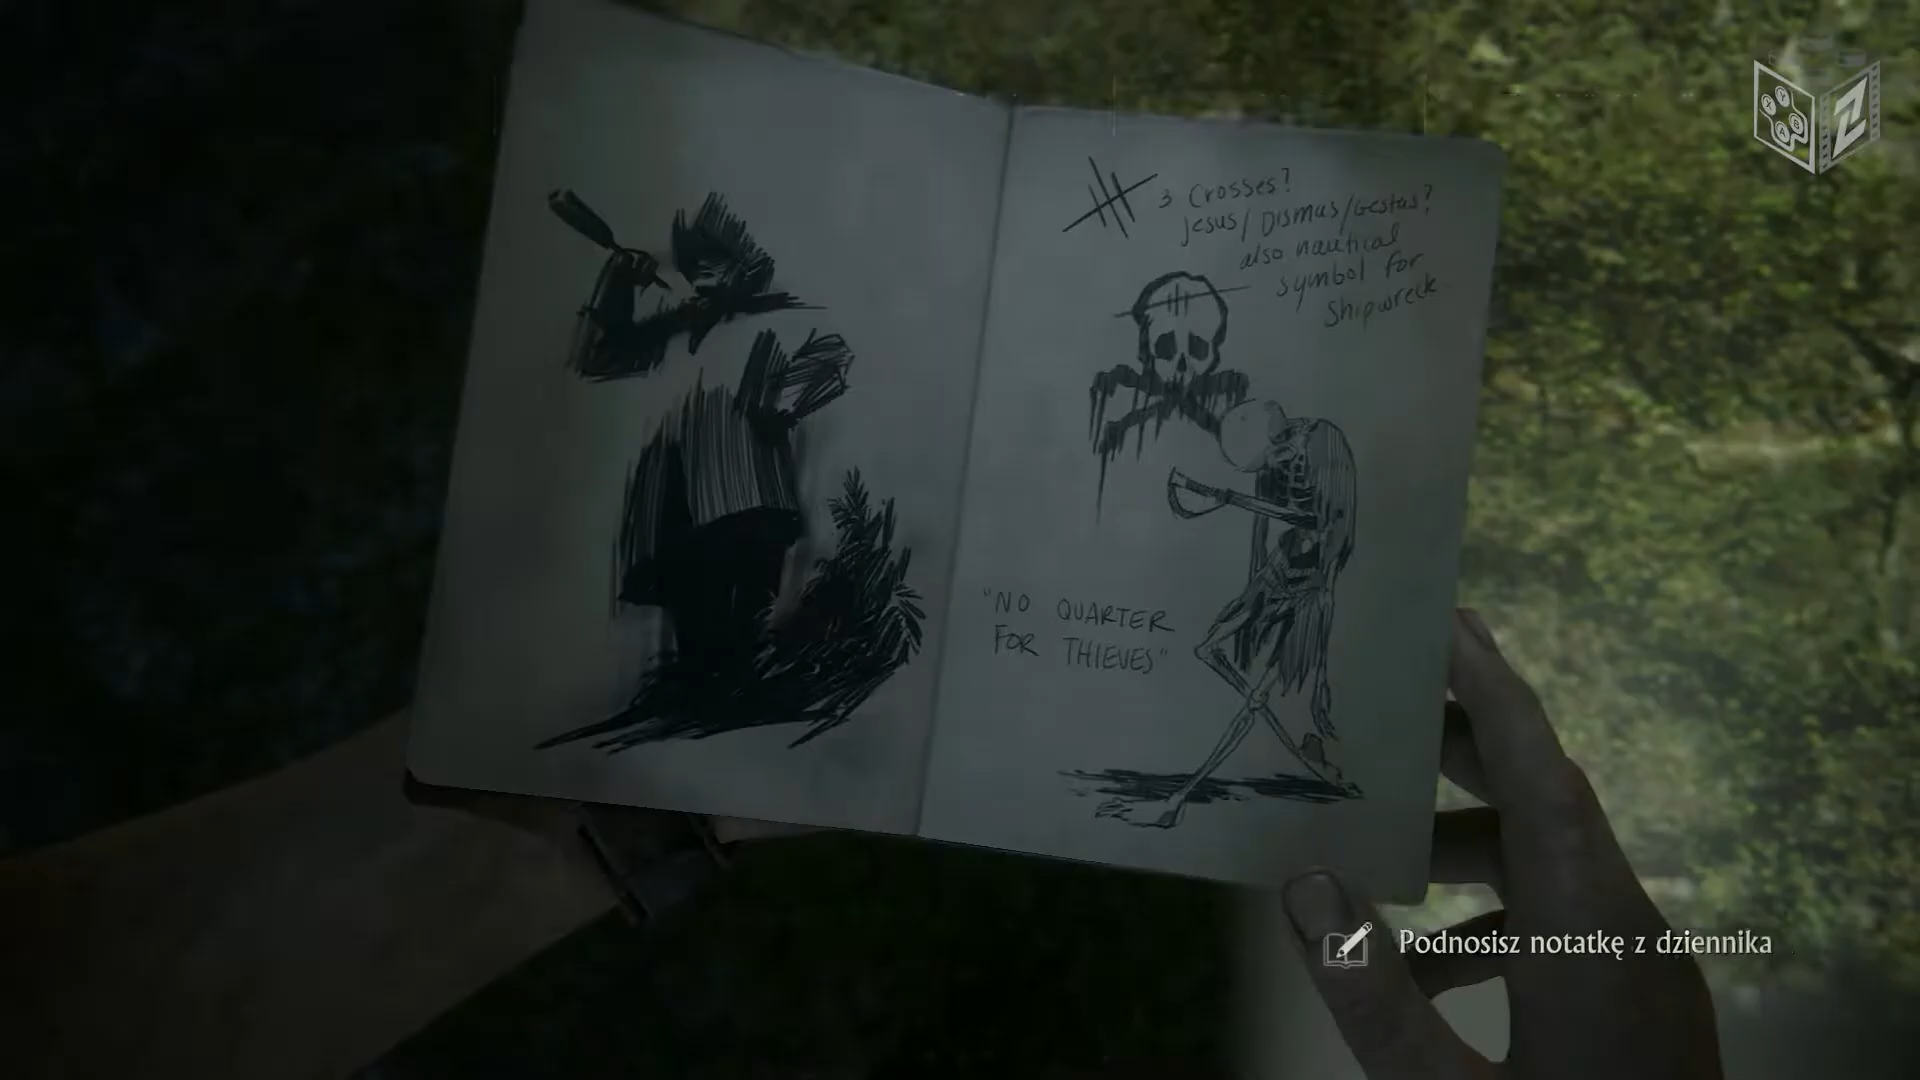 3 Crosses?
Jesus/Dismas/Gestas?
also nautical
symbol for
Shipwreck
"NO QUARTER
FOR THIEVES"
Podnosisz notatkę z dziennika
X Y
A B
Z